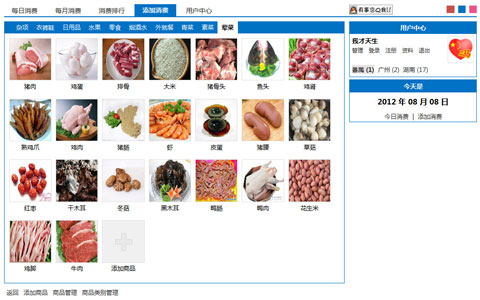 每日消费 每月消费 消费排行 添加消费 用户中心
有事您点我!!
杂项 衣裤鞋 日用品 水果 零食 烟酒水 外就餐 寄菜 素菜 荤菜
猪肉 鸡蛋 排骨 大米 猪骨头 鱼头 鸡肾
熟鸡爪 鸡肉 猪肠 虾 皮蛋 猪腰 草菇
红枣 干木耳 冬菇 黑木耳 鸭肠 鸭肉 花生米
鸡脚 牛肉 添加商品
返回 添加商品 商品管理 商品类别管理
用户中心
我才天生
管理 登录 注册 资料 退出
(1) 广州 (2) 湖南 (17)
今天是
2012 年 08 月 08 日
今日消费 | 添加消费